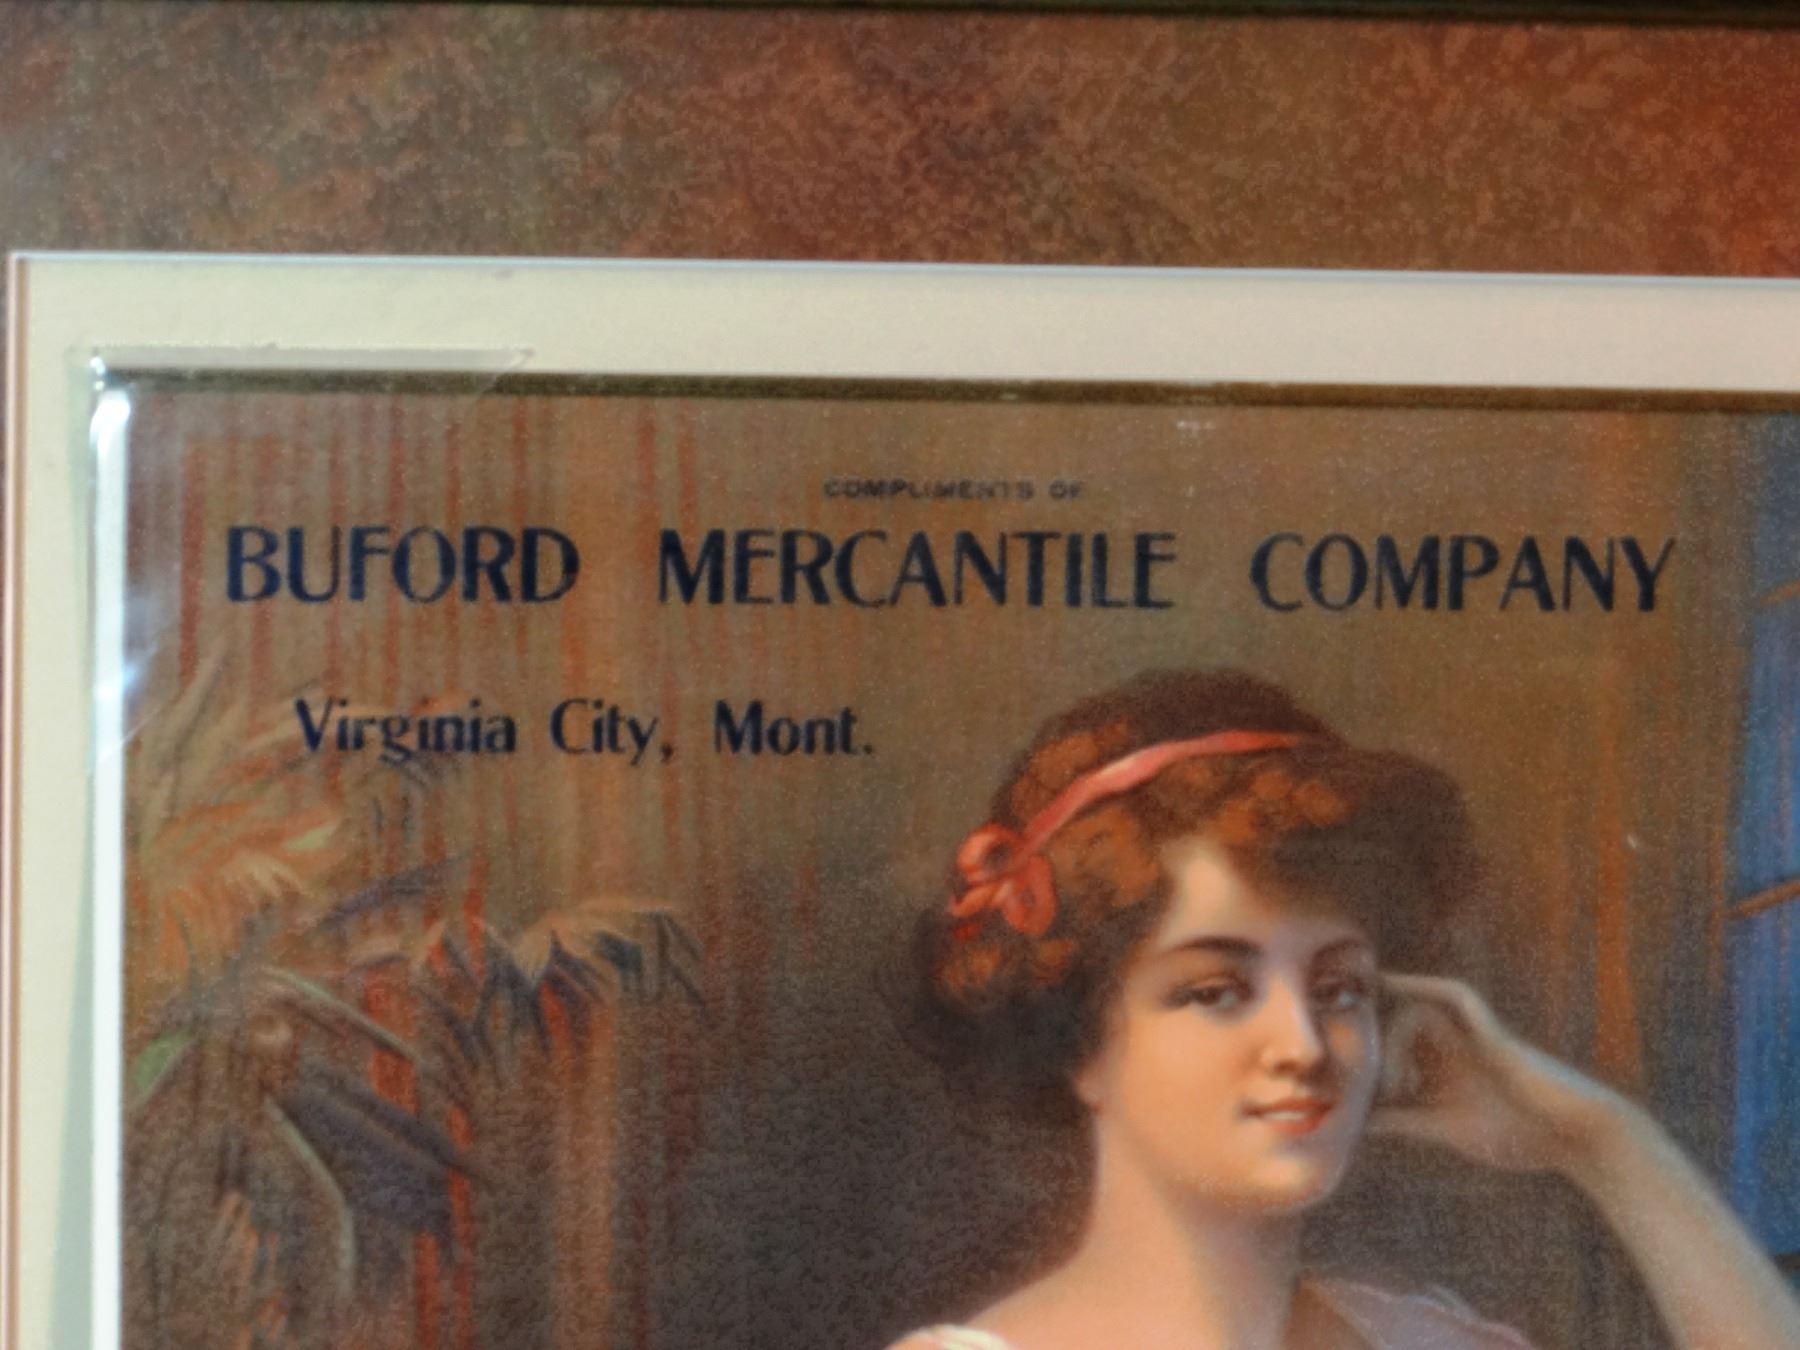 COMPLIMENTS OF
BUFORD MERCANTILE COMPANY
Virginia City, Mont.